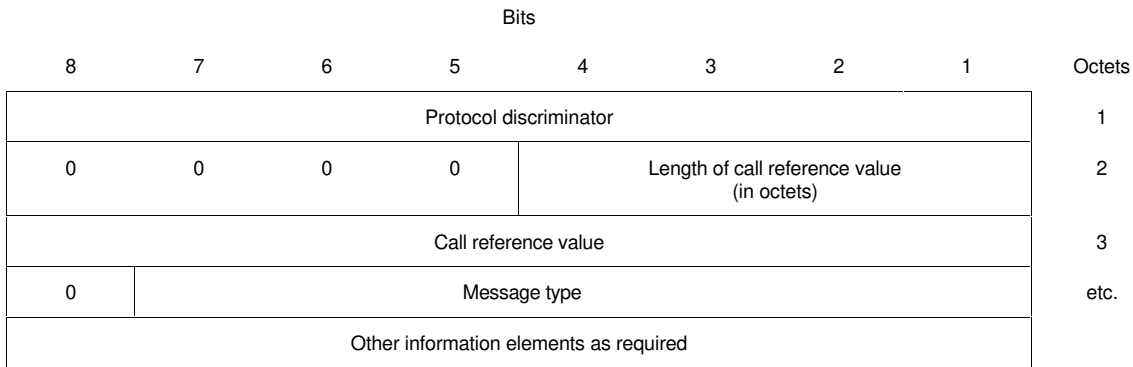 Bits
8 7 6 5 4 3 2 1 Octets
Protocol discriminator 1
0 0 0 0 Length of call reference value 2
(in octets)
Call reference value 3
0 Message type etc.
Other information elements as required